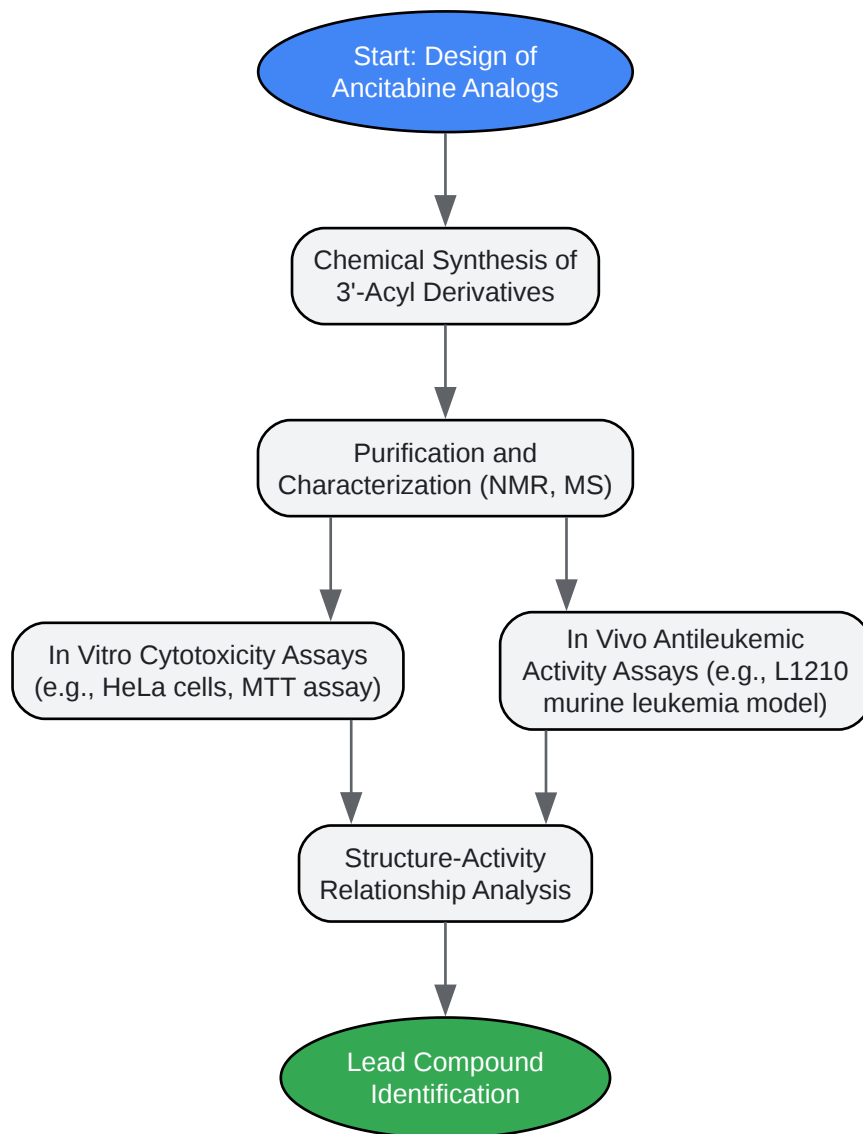 Start: Design of
Ancitabine Analogs
Chemical Synthesis of
3'-Acyl Derivatives
Purification and
Characterization (NMR, MS)
In Vitro Cytotoxicity Assays
(e.g., HeLa cells, MTT assay)
In Vivo Antileukemic
Activity Assays (e.g., L1210
murine leukemia model)
Structure-Activity
Relationship Analysis
Lead Compound
Identification